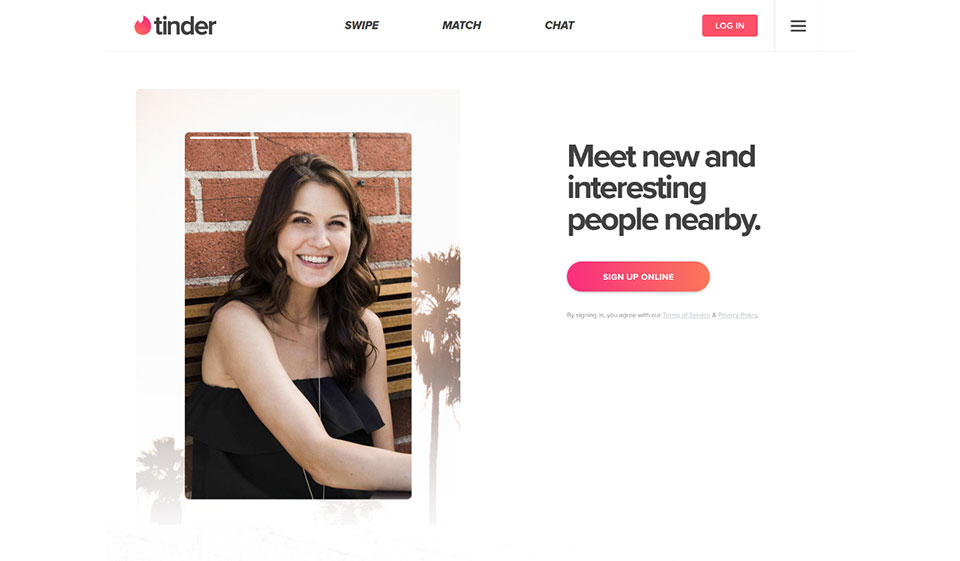 tinder
SWIPE
MATCH
CHAT
LOG IN
Meet new and
interesting
people nearby.
SIGN UP ONLINE
By signing in, you agree with our Terms of Service & Privacy Policy.